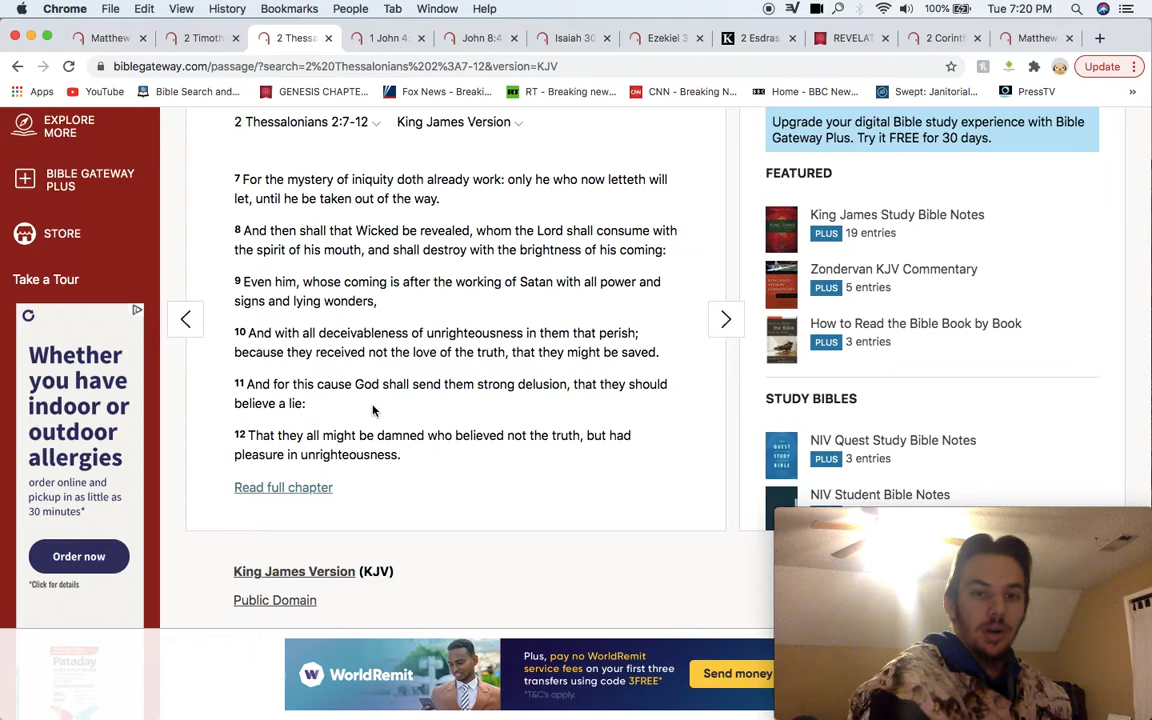 Chrome File Edit View History Bookmarks People Tab Window Help 100% Tue 7:20 PM
Matthew 2 Timoth 2 Thessa 1 John 4: John 8:4 Isaiah 30 Ezekiel 3 K 2 Esdras REVELAT 2 Corinth Matthew
biblegateway.com/passage/?search=2%20Thessalonians%202%3A7-12&version=KJV Update
Apps YouTube Bible Search and... GENESIS CHAPTE... Fox News - Breaki... RT RT - Breaking new... CNN CNN - Breaking N... Home - BBC New... Swept: Janitorial... PressTV »
EXPLORE
MORE
BIBLE GATEWAY
PLUS
STORE
Take a Tour
Whether
you have
indoor or
outdoor
allergies
order online and
pickup in as little as
30 minutes*
Order now
*Click for details
Pataday
2 Thessalonians 2:7-12 King James Version
7 For the mystery of iniquity doth already work: only he who now letteth will
let, until he be taken out of the way.
8 And then shall that Wicked be revealed, whom the Lord shall consume with
the spirit of his mouth, and shall destroy with the brightness of his coming:
9 Even him, whose coming is after the working of Satan with all power and
signs and lying wonders,
10 And with all deceivableness of unrighteousness in them that perish;
because they received not the love of the truth, that they might be saved.
11 And for this cause God shall send them strong delusion, that they should
believe a lie:
12 That they all might be damned who believed not the truth, but had
pleasure in unrighteousness.
Read full chapter
King James Version (KJV)
Public Domain
Upgrade your digital Bible study experience with Bible
Gateway Plus. Try it FREE for 30 days.
FEATURED
King James Study Bible Notes
PLUS 19 entries
Zondervan KJV Commentary
PLUS 5 entries
How to Read the Bible Book by Book
PLUS 3 entries
STUDY BIBLES
NIV Quest Study Bible Notes
PLUS 3 entries
NIV Student Bible Notes
W WorldRemit
Plus, pay no WorldRemit
service fees on your first three
transfers using code 3FREE*
*T&C's apply.
Send money